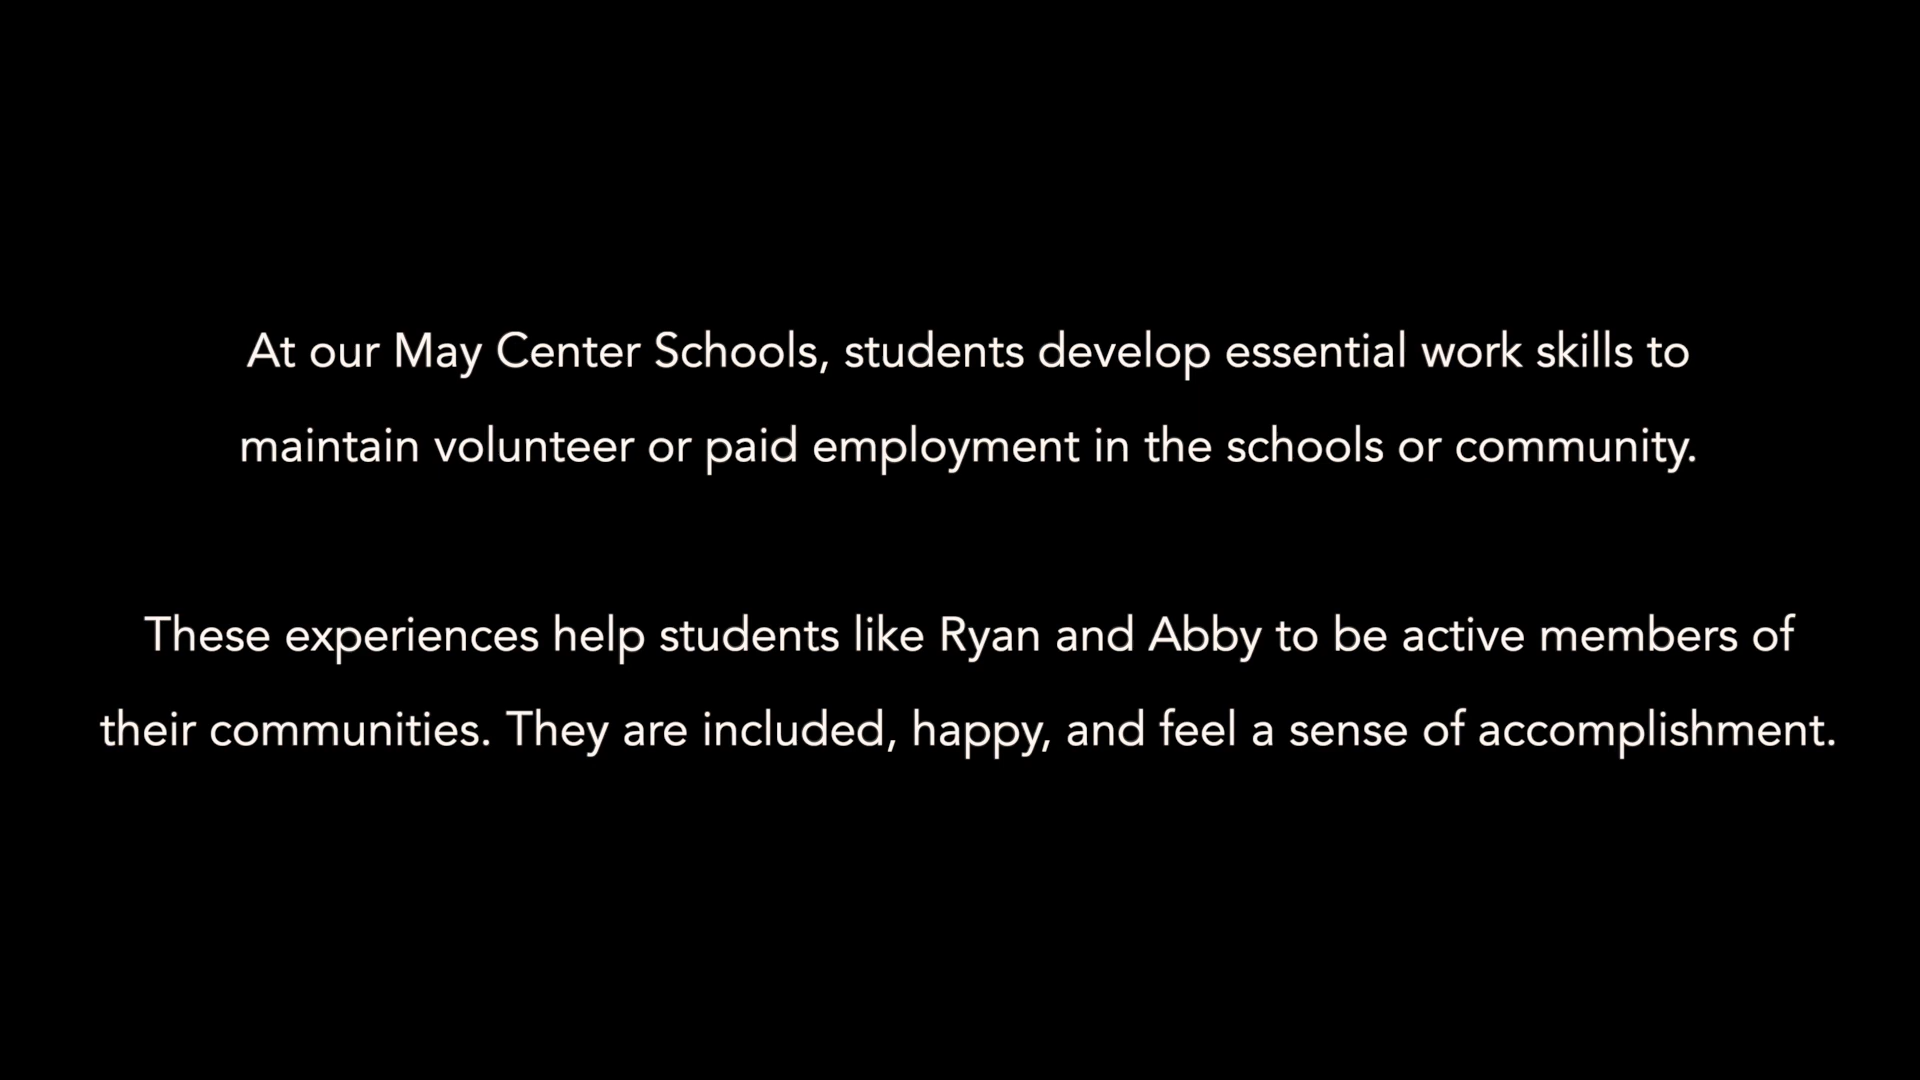 At our May Center Schools, students develop essential work skills to
maintain volunteer or paid employment in the schools or community.
These experiences help students like Ryan and Abby to be active members of
their communities. They are included, happy, and feel a sense of accomplishment.